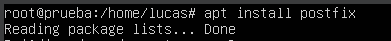 root@prueba:/home/lucas# apt install postfix
Reading package lists... Done